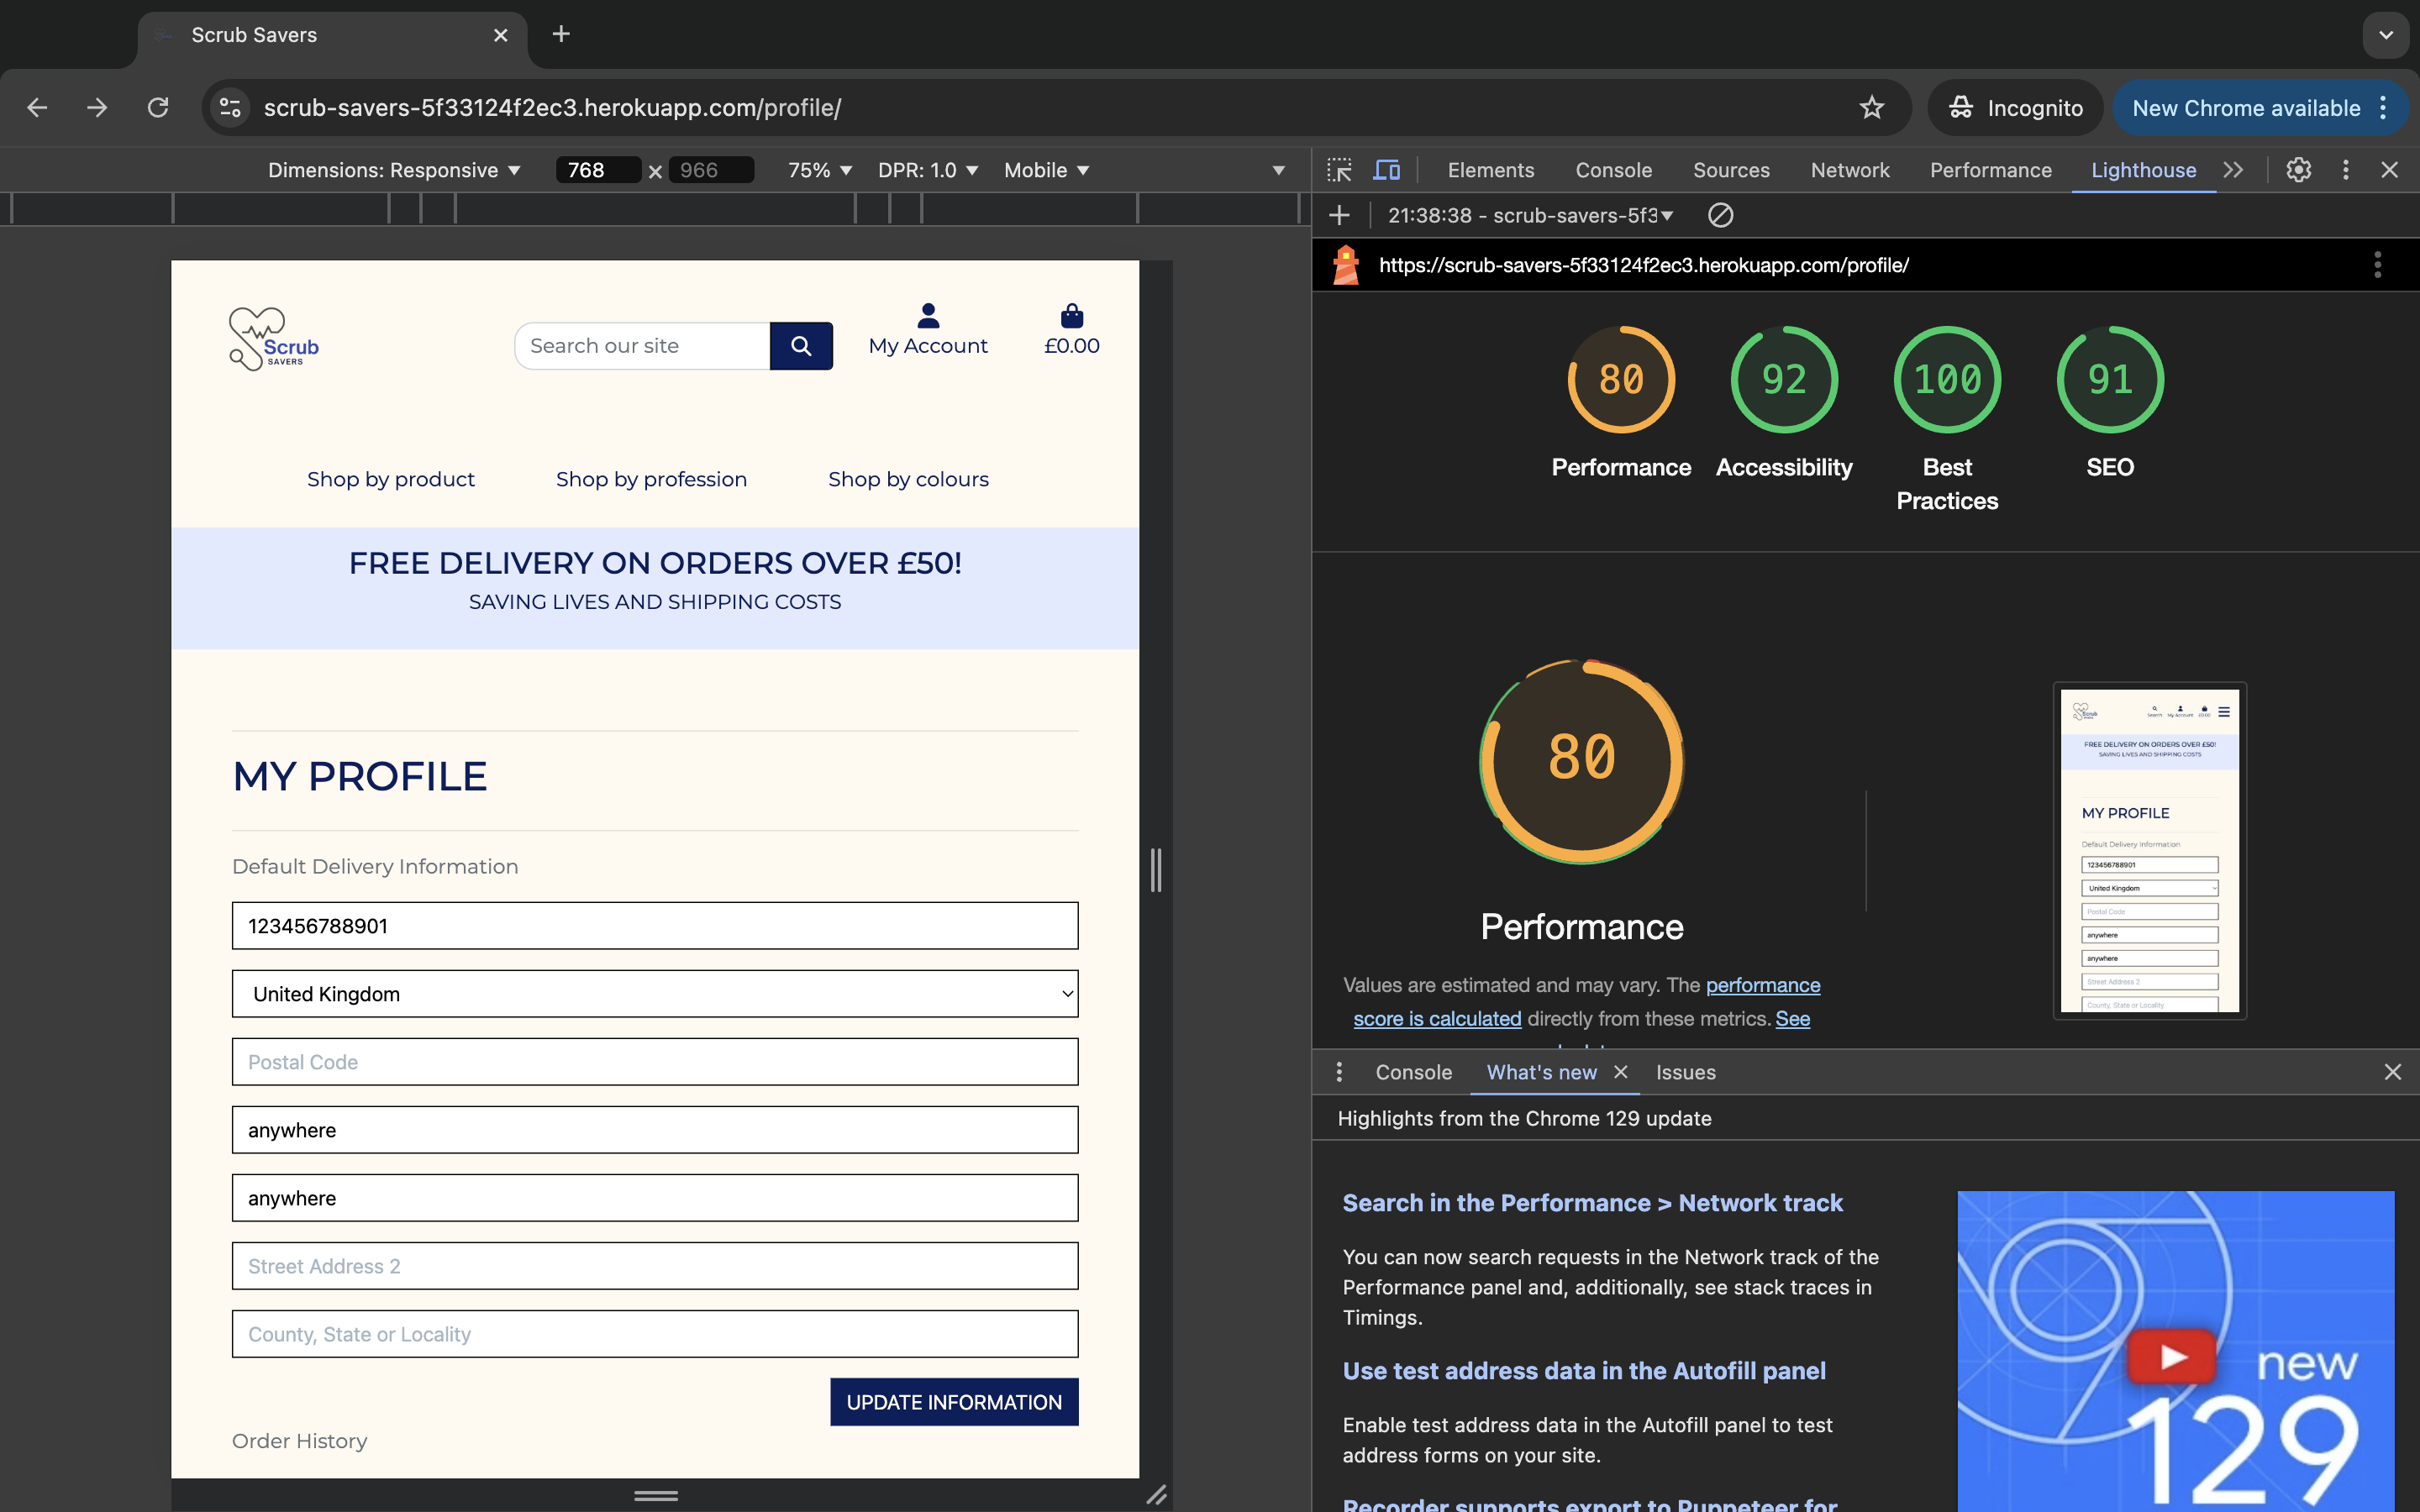 Scrub Savers
scrub-savers-5f33124f2ec3.herokuapp.com/profile/
Incognito
New Chrome available
Dimensions: Responsive
768 x 966
75%
DPR: 1.0
Mobile
Elements
Console
Sources
Network
Performance
Lighthouse
21:38:38 - scrub-savers-5f3
https://scrub-savers-5f33124f2ec3.herokuapp.com/profile/
Scrub
SAVERS
Search our site
My Account
£0.00
Shop by product
Shop by profession
Shop by colours
FREE DELIVERY ON ORDERS OVER £50!
SAVING LIVES AND SHIPPING COSTS
MY PROFILE
Default Delivery Information
123456788901
United Kingdom
Postal Code
anywhere
anywhere
Street Address 2
County, State or Locality
UPDATE INFORMATION
Order History
80
Performance
92
Accessibility
100
Best
Practices
91
SEO
80
Performance
Values are estimated and may vary. The performance
score is calculated directly from these metrics. See
Scrub
Search
My Account
£0.00
FREE DELIVERY ON ORDERS OVER £50!
SAVING LIVES AND SHIPPING COSTS
MY PROFILE
Default Delivery Information
123456788901
United Kingdom
Postal Code
anywhere
anywhere
Street Address 2
County, State or Locality
Console
What's new
Issues
Highlights from the Chrome 129 update
Search in the Performance > Network track
You can now search requests in the Network track of the
Performance panel and, additionally, see stack traces in
Timings.
Use test address data in the Autofill panel
Enable test address data in the Autofill panel to test
address forms on your site.
Recorder supports export to Puppeteer for
new
129